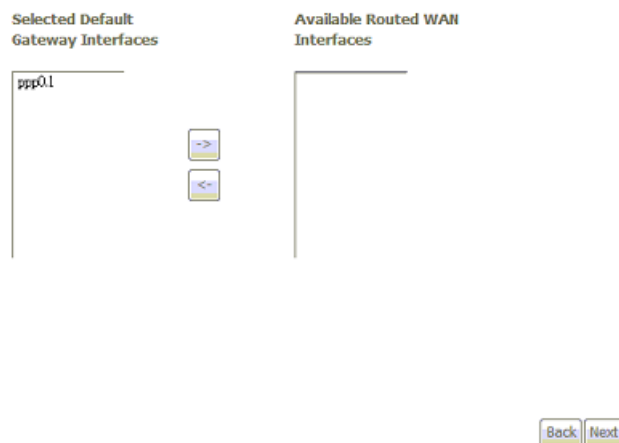 Selected Default
Gateway Interfaces
Available Routed WAN
Interfaces
ppp0.1
->
<-
Back
Next